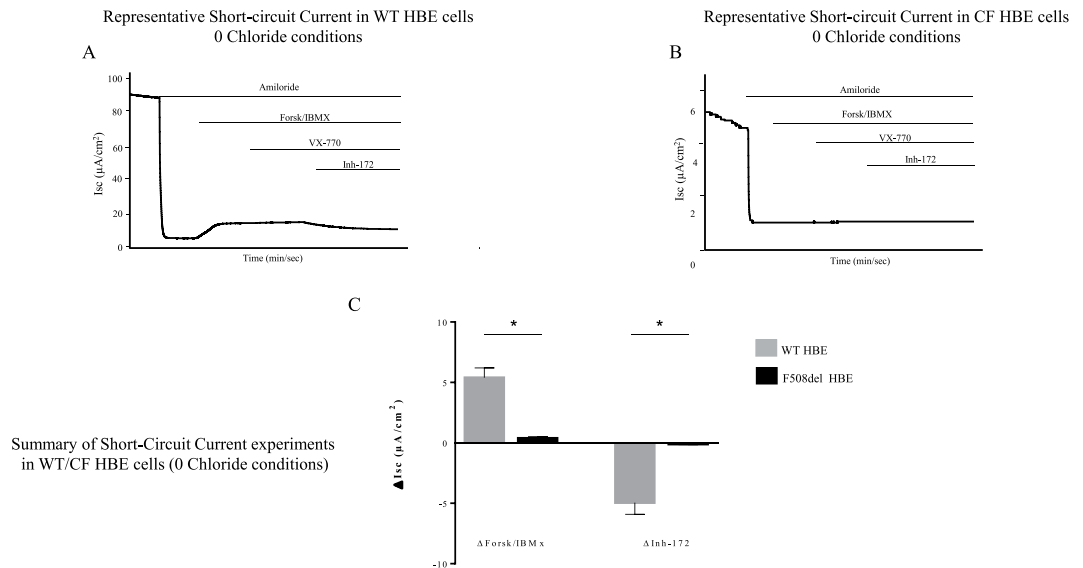 Representative Short-circuit Current in WT HBE cells
0 Chloride conditions
A
100
80
60
40
20
0
Isc (µA/cm²)
Amiloride
Forsk/IBMX
VX-770
Inh-172
Time (min/sec)
Representative Short-circuit Current in CF HBE cells
0 Chloride conditions
B
6
4
2
0
Isc (µA/cm²)
Amiloride
Forsk/IBMX
VX-770
Inh-172
Time (min/sec)
C
Summary of Short-Circuit Current experiments
in WT/CF HBE cells (0 Chloride conditions)
10
5
0
-5
-10
▲Isc (µA/cm²)
*
*
ΔForsk/IBMx
ΔInh-172
WT HBE
F508del HBE